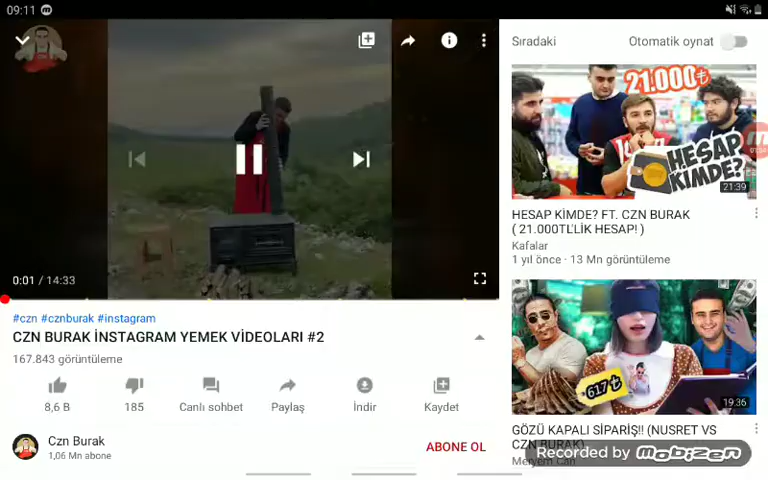 09:11
0:01 / 14:33
#czn #cznburak #instagram
CZN BURAK İNSTAGRAM YEMEK VİDEOLARI #2
167.843 görüntüleme
8,6 B
185
Canlı sohbet
Paylaş
İndir
Kaydet
Czn Burak
1,06 Mn abone
ABONE OL
Sıradaki
Otomatik oynat
21.000₺
HESAP
KİMDE?
21:39
HESAP KİMDE? FT. CZN BURAK
( 21.000TL'LİK HESAP! )
Kafalar
1 yıl önce · 13 Mn görüntüleme
617₺
19:36
GÖZÜ KAPALI SİPARİŞ!! (NUSRET VS
CZN BURAK)
Meryem Can
Recorded by mobizen